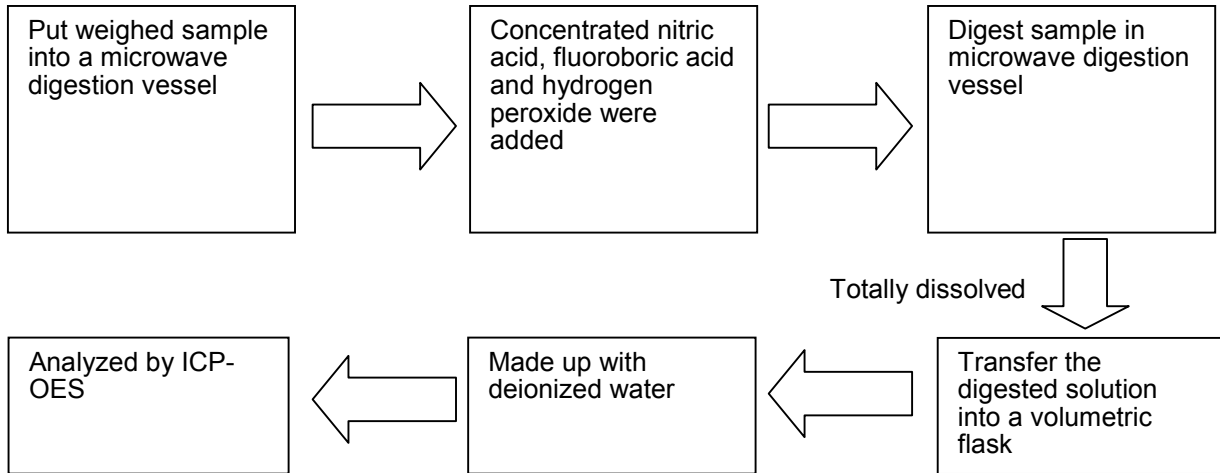 Put weighed sample
into a microwave
digestion vessel
Concentrated nitric
acid, fluoroboric acid
and hydrogen
peroxide were
added
Digest sample in
microwave digestion
vessel
Totally dissolved
Transfer the
digested solution
into a volumetric
flask
Made up with
deionized water
Analyzed by ICP-
OES